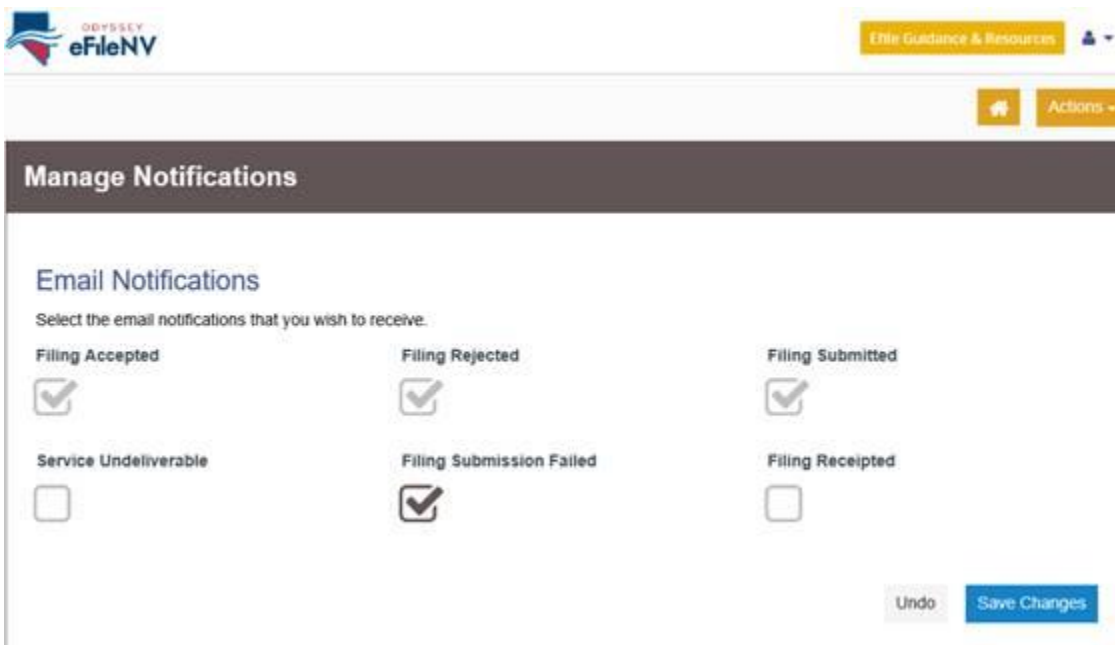 ODYSSEY
eFileNV
Efile Guidance & Resources
Actions
Manage Notifications
Email Notifications
Select the email notifications that you wish to receive.
Filing Accepted Filing Rejected Filing Submitted
Service Undeliverable Filing Submission Failed Filing Receipted
Undo Save Changes